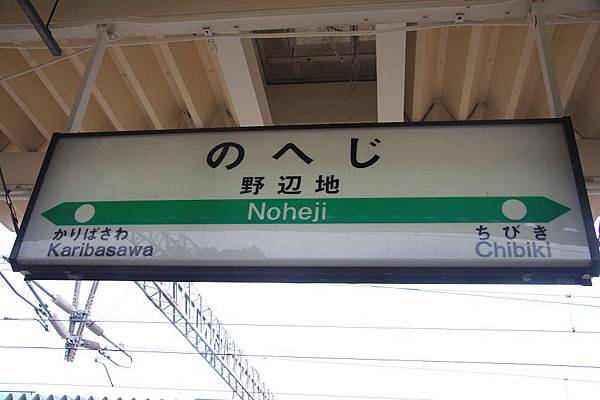 のへじ
野辺地
Noheji
かりばさわ
Karibasawa
ちびき
Chibiki